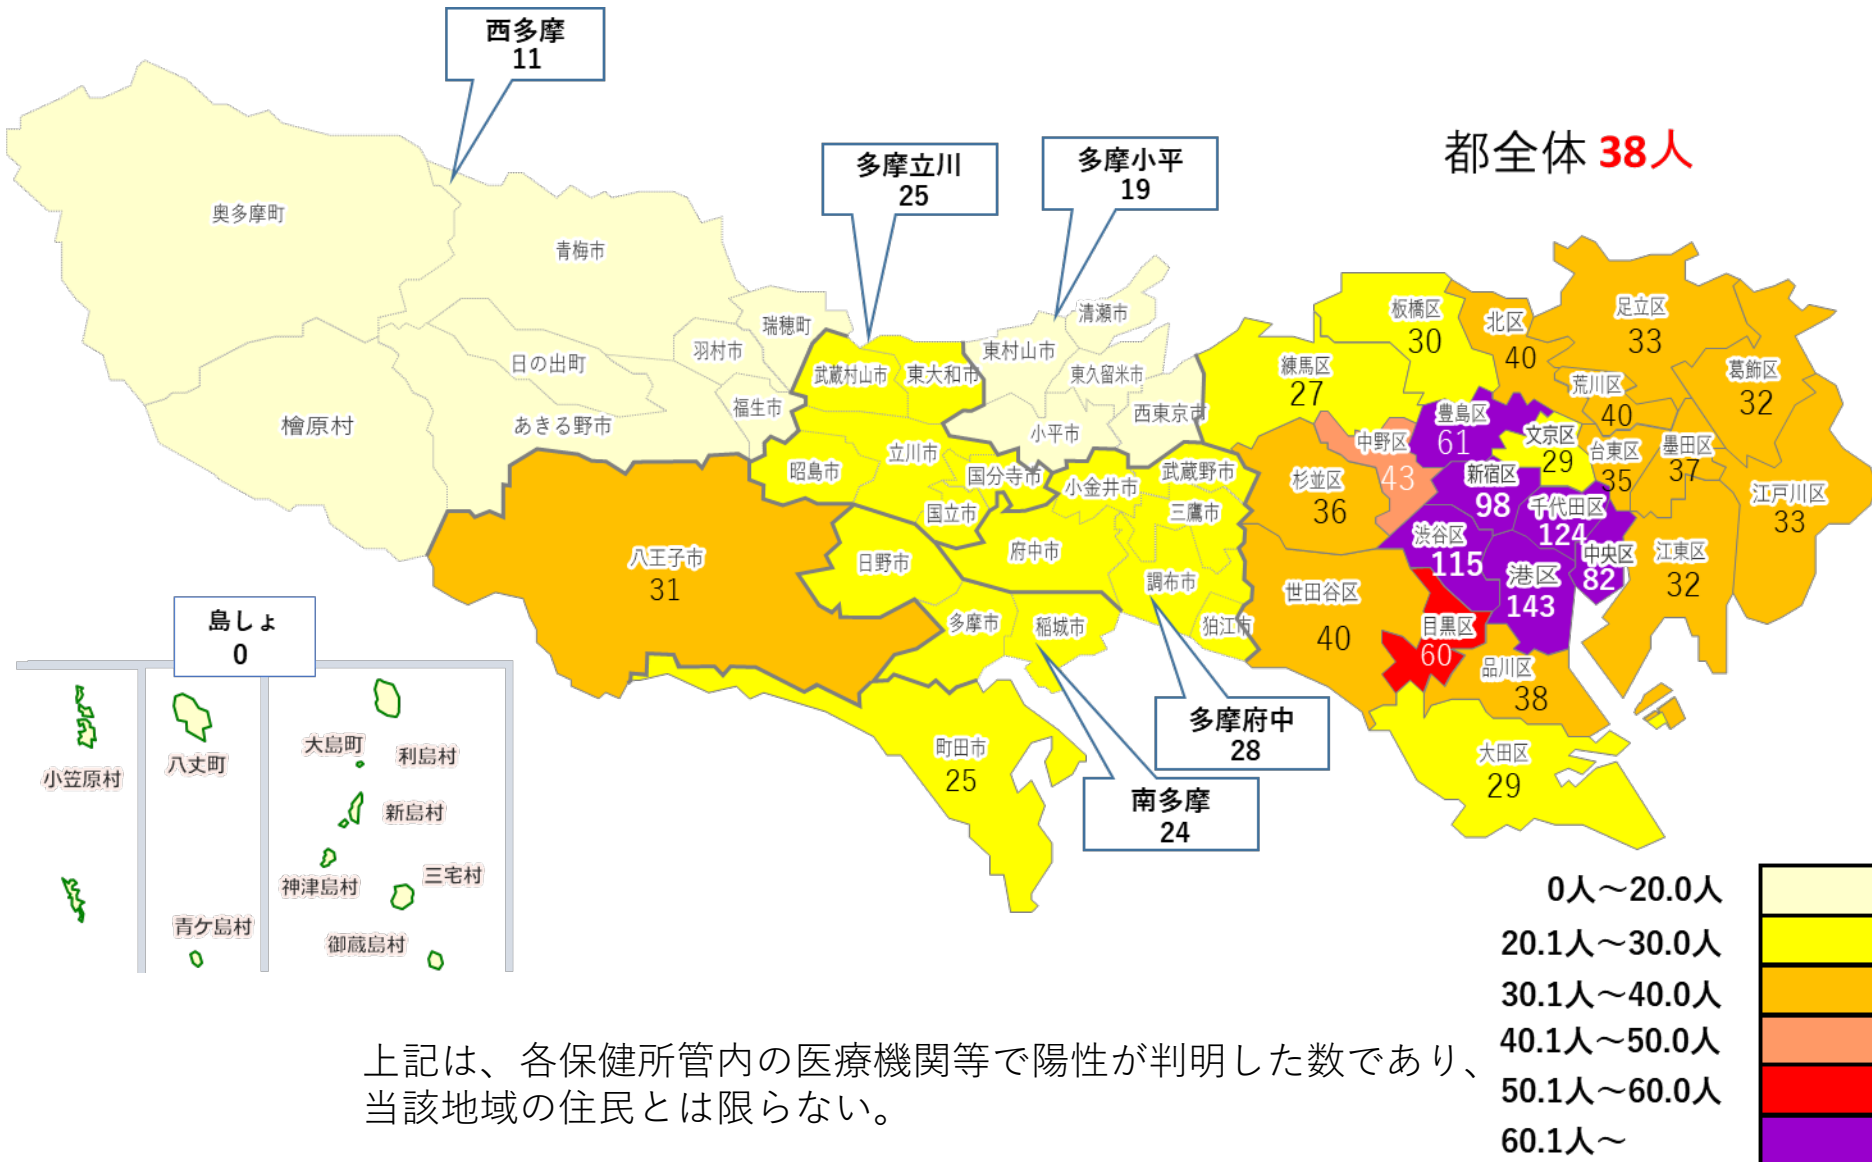 西多摩
11
多摩立川
25
多摩小平
19
都全体 38人
奥多摩町
青梅市
瑞穂町
羽村市
日の出町
福生市
檜原村
あきる野市
武蔵村山市
東大和市
清瀬市
東村山市
東久留米市
西東京市
小平市
昭島市
立川市
国分寺市
国立市
小金井市
武蔵野市
三鷹市
府中市
調布市
狛江市
八王子市
31
日野市
多摩市
稲城市
町田市
25
多摩府中
28
南多摩
24
板橋区
30
北区
40
足立区
33
葛飾区
32
荒川区
40
練馬区
27
豊島区
61
中野区
43
文京区
29
台東区
35
墨田区
37
江戸川区
33
杉並区
36
新宿区
98
千代田区
124
渋谷区
115
中央区
82
江東区
32
港区
143
世田谷区
40
目黒区
60
品川区
38
大田区
29
島しょ
0
小笠原村
八丈町
青ケ島村
大島町
利島村
新島村
神津島村
三宅村
御蔵島村
0人～20.0人
20.1人～30.0人
30.1人～40.0人
40.1人～50.0人
50.1人～60.0人
60.1人～
上記は、各保健所管内の医療機関等で陽性が判明した数であり、
当該地域の住民とは限らない。